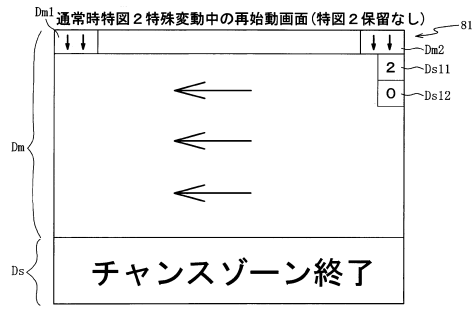 通常時特図２特殊変動中の再始動画面(特図２保留なし)
Dm1
81
Dm2
2 Ds11
0 Ds12
Dm
Ds
チャンスゾーン終了